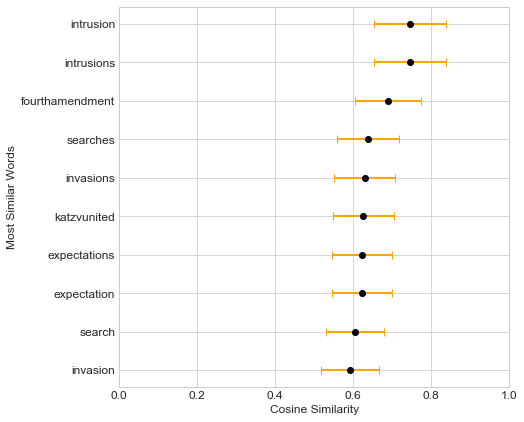 intrusion
intrusions
fourthamendment
searches
invasions
katzvunited
expectations
expectation
search
invasion
Most Similar Words
0.0 0.2 0.4 0.6 0.8 1.0
Cosine Similarity